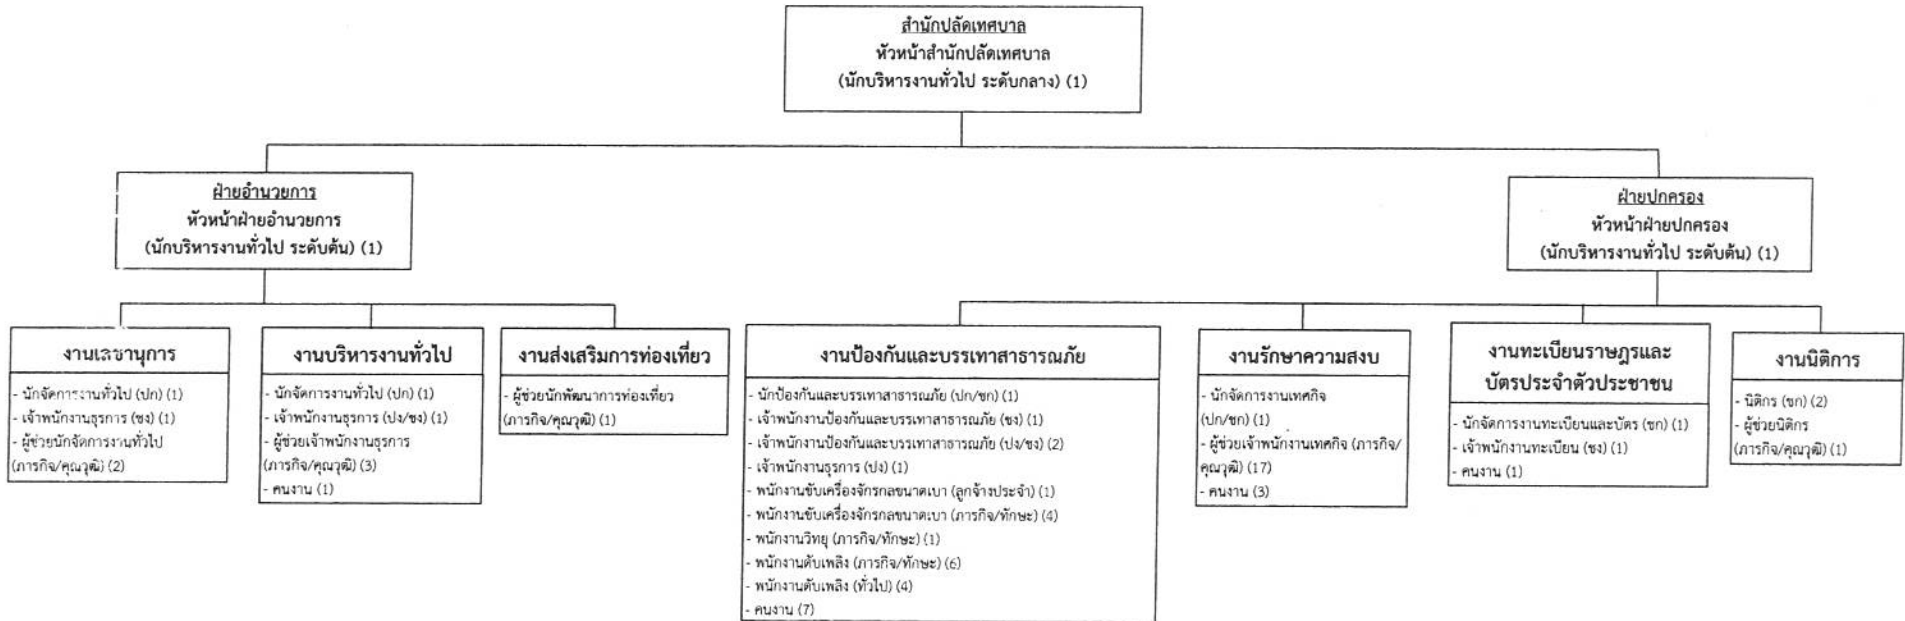 สำนักปลัดเทศบาล
หัวหน้าสำนักปลัดเทศบาล
(นักบริหารงานทั่วไป ระดับกลาง) (1)
ฝ่ายอำนวยการ
หัวหน้าฝ่ายอำนวยการ
(นักบริหารงานทั่วไป ระดับต้น) (1)
ฝ่ายปกครอง
หัวหน้าฝ่ายปกครอง
(นักบริหารงานทั่วไป ระดับต้น) (1)
งานเลขานุการ
- นักจัดการงานทั่วไป (ปก) (1)
- เจ้าพนักงานธุรการ (ชง) (1)
- ผู้ช่วยนักจัดการงานทั่วไป
(ภารกิจ/คุณวุฒิ) (2)
งานบริหารงานทั่วไป
- นักจัดการงานทั่วไป (ปก) (1)
- เจ้าพนักงานธุรการ (ปง/ชง) (1)
- ผู้ช่วยเจ้าพนักงานธุรการ
(ภารกิจ/คุณวุฒิ) (3)
- คนงาน (1)
งานส่งเสริมการท่องเที่ยว
- ผู้ช่วยนักพัฒนาการท่องเที่ยว
(ภารกิจ/คุณวุฒิ) (1)
งานป้องกันและบรรเทาสาธารณภัย
- นักป้องกันและบรรเทาสาธารณภัย (ปก/ชก) (1)
- เจ้าพนักงานป้องกันและบรรเทาสาธารณภัย (ชง) (1)
- เจ้าพนักงานป้องกันและบรรเทาสาธารณภัย (ปง/ชง) (2)
- เจ้าพนักงานธุรการ (ปง) (1)
- พนักงานขับเครื่องจักรกลขนาดเบา (ลูกจ้างประจำ) (1)
- พนักงานขับเครื่องจักรกลขนาดเบา (ภารกิจ/ทักษะ) (4)
- พนักงานวิทยุ (ภารกิจ/ทักษะ) (1)
- พนักงานดับเพลิง (ภารกิจ/ทักษะ) (6)
- พนักงานดับเพลิง (ทั่วไป) (4)
- คนงาน (7)
งานรักษาความสงบ
- นักจัดการงานเทศกิจ
(ปก/ชก) (1)
- ผู้ช่วยเจ้าพนักงานเทศกิจ (ภารกิจ/
คุณวุฒิ) (17)
- คนงาน (3)
งานทะเบียนราษฎรและ
บัตรประจำตัวประชาชน
- นักจัดการงานทะเบียนและบัตร (ชก) (1)
- เจ้าพนักงานทะเบียน (ชง) (1)
- คนงาน (1)
งานนิติการ
- นิติกร (ชก) (2)
- ผู้ช่วยนิติกร
(ภารกิจ/คุณวุฒิ) (1)